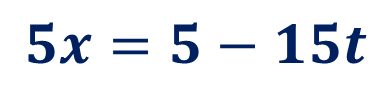 5x = 5 − 15t